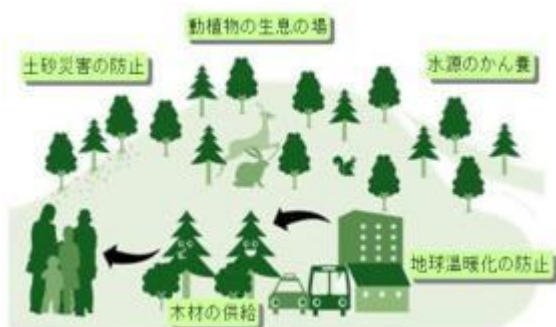 動植物の生息の場
土砂災害の防止
水源のかん養
地球温暖化の防止
木材の供給